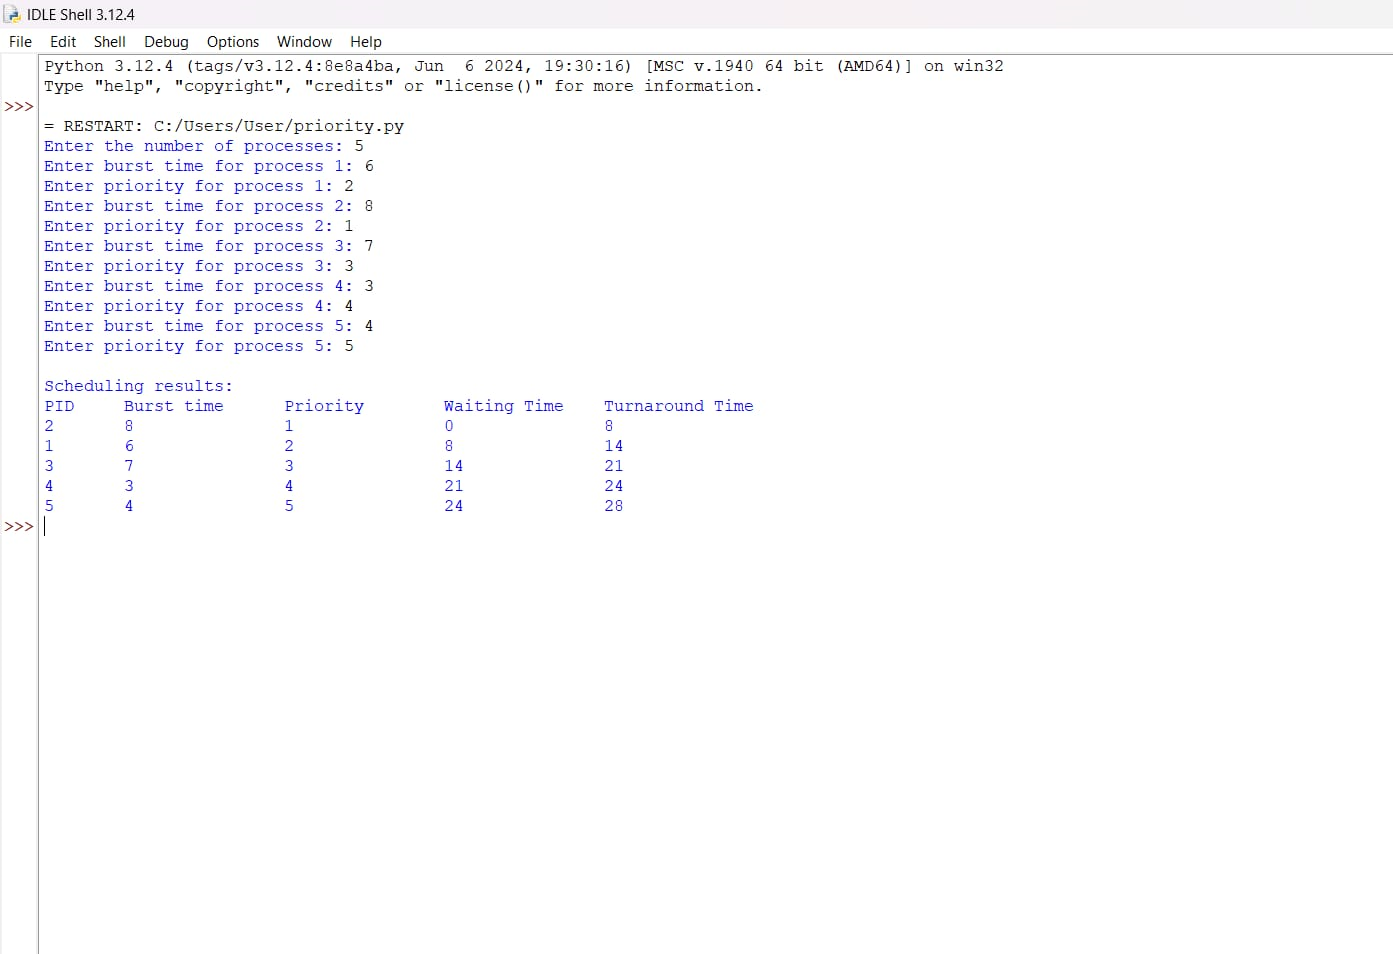 IDLE Shell 3.12.4
File Edit Shell Debug Options Window Help
Python 3.12.4 (tags/v3.12.4:8e8a4ba, Jun  6 2024, 19:30:16) [MSC v.1940 64 bit (AMD64)] on win32
Type "help", "copyright", "credits" or "license()" for more information.
>>>
= RESTART: C:/Users/User/priority.py
Enter the number of processes: 5
Enter burst time for process 1: 6
Enter priority for process 1: 2
Enter burst time for process 2: 8
Enter priority for process 2: 1
Enter burst time for process 3: 7
Enter priority for process 3: 3
Enter burst time for process 4: 3
Enter priority for process 4: 4
Enter burst time for process 5: 4
Enter priority for process 5: 5
Scheduling results:
PID Burst time Priority Waiting Time Turnaround Time
2 8 1 0 8
1 6 2 8 14
3 7 3 14 21
4 3 4 21 24
5 4 5 24 28
>>>